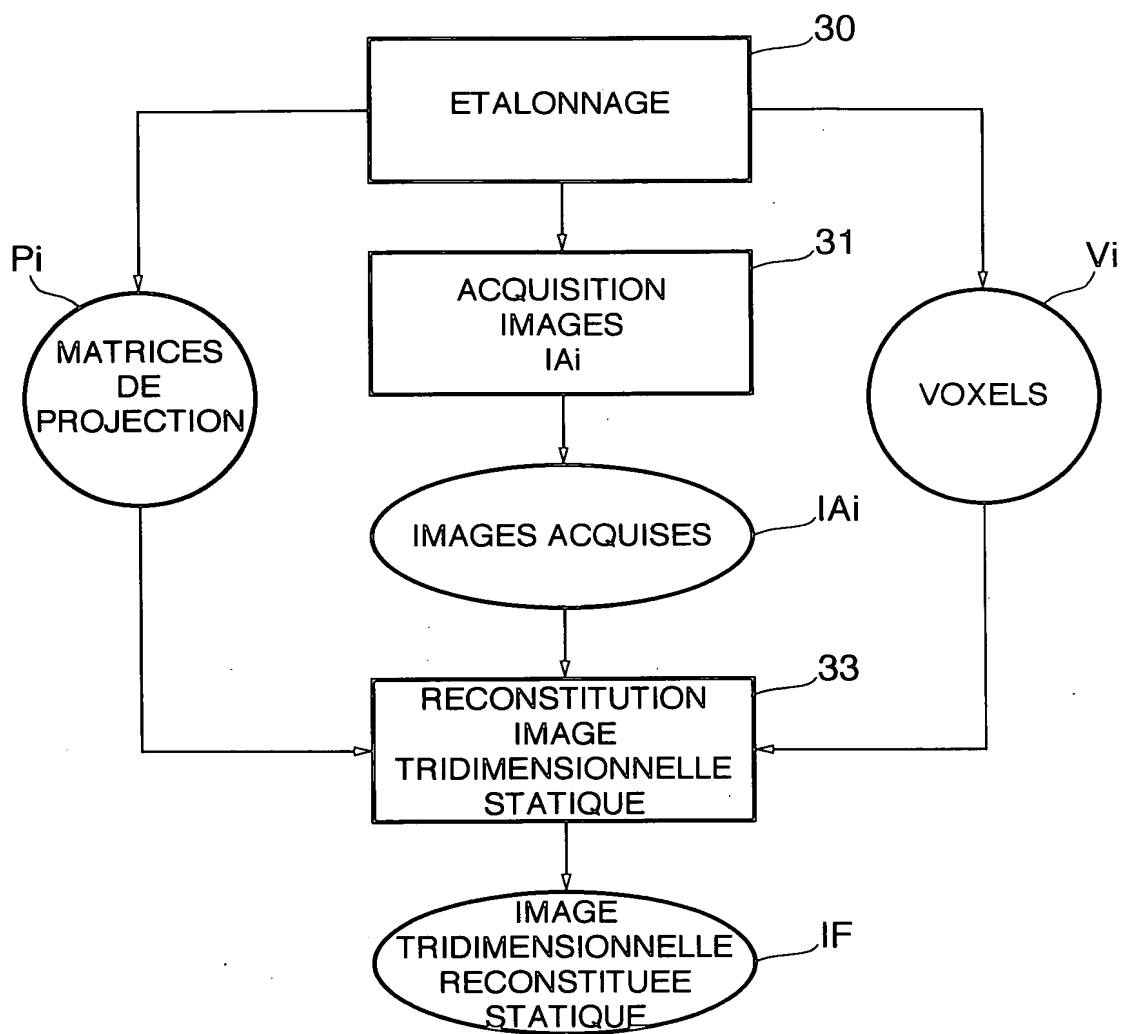 30
ETALONNAGE
31
Pi
Vi
ACQUISITION
IMAGES
IAi
MATRICES
DE
PROJECTION
VOXELS
IAi
IMAGES ACQUISES
33
RECONSTITUTION
IMAGE
TRIDIMENSIONNELLE
STATIQUE
IMAGE
TRIDIMENSIONNELLE
RECONSTITUEE
STATIQUE
IF